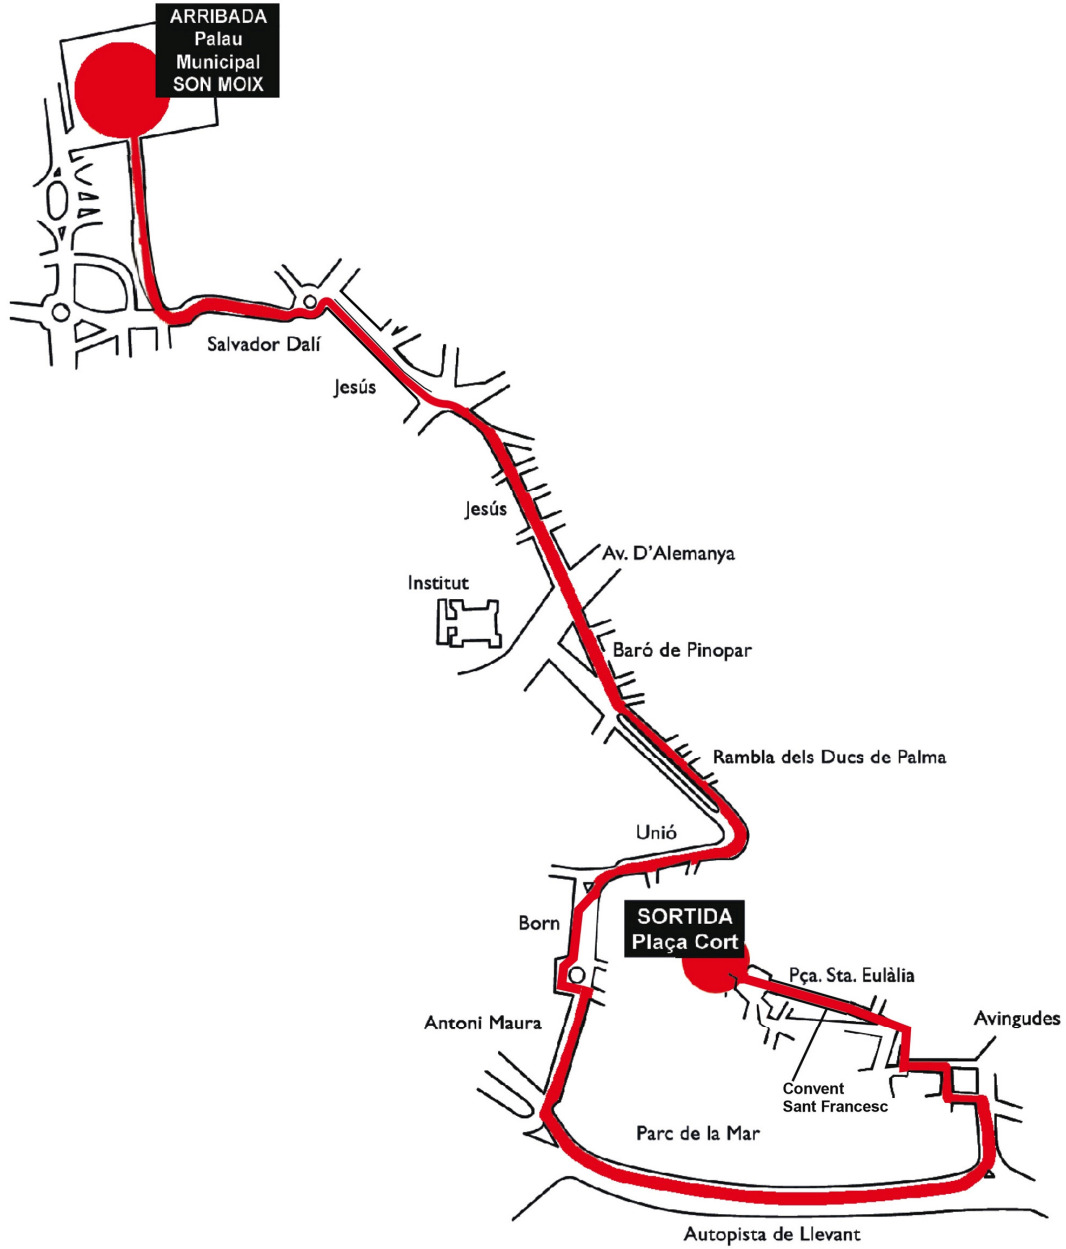 ARRIBADA
Palau
Municipal
SON MOIX
Salvador Dalí
Jesús
Jesús
Av. D'Alemanya
Institut
Baró de Pinopar
Rambla dels Ducs de Palma
Unió
Born
SORTIDA
Plaça Cort
Pça. Sta. Eulàlia
Antoni Maura
Avingudes
Convent
Sant Francesc
Parc de la Mar
Autopista de Llevant